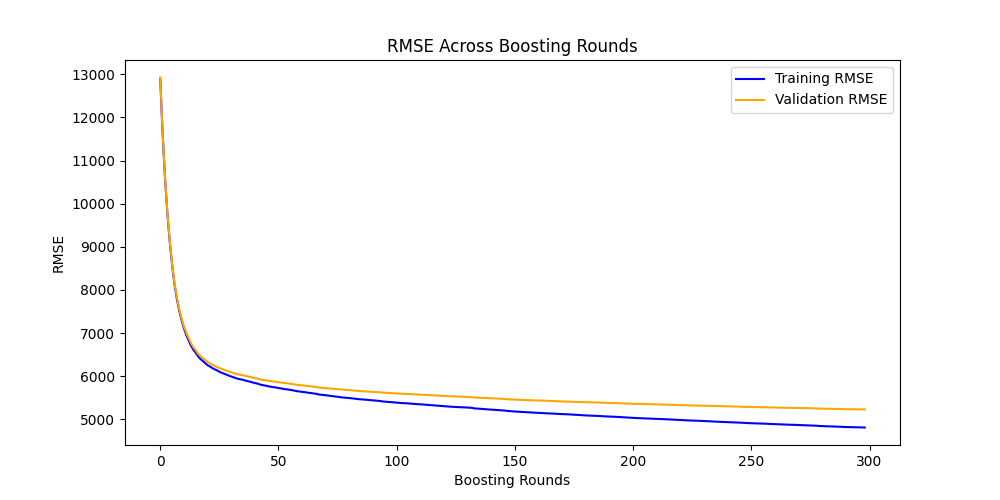 RMSE Across Boosting Rounds
Training RMSE
Validation RMSE
13000
12000
11000
10000
9000
8000
7000
6000
5000
RMSE
0 50 100 150 200 250 300
Boosting Rounds